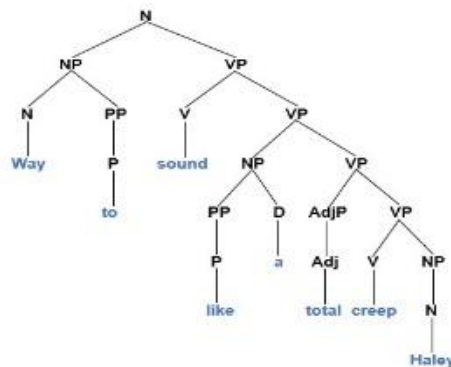 N
NP VP
N PP V VP
Way P sound NP VP
to PP D AdjP VP
P a Adj V NP
like total creep N
Haley